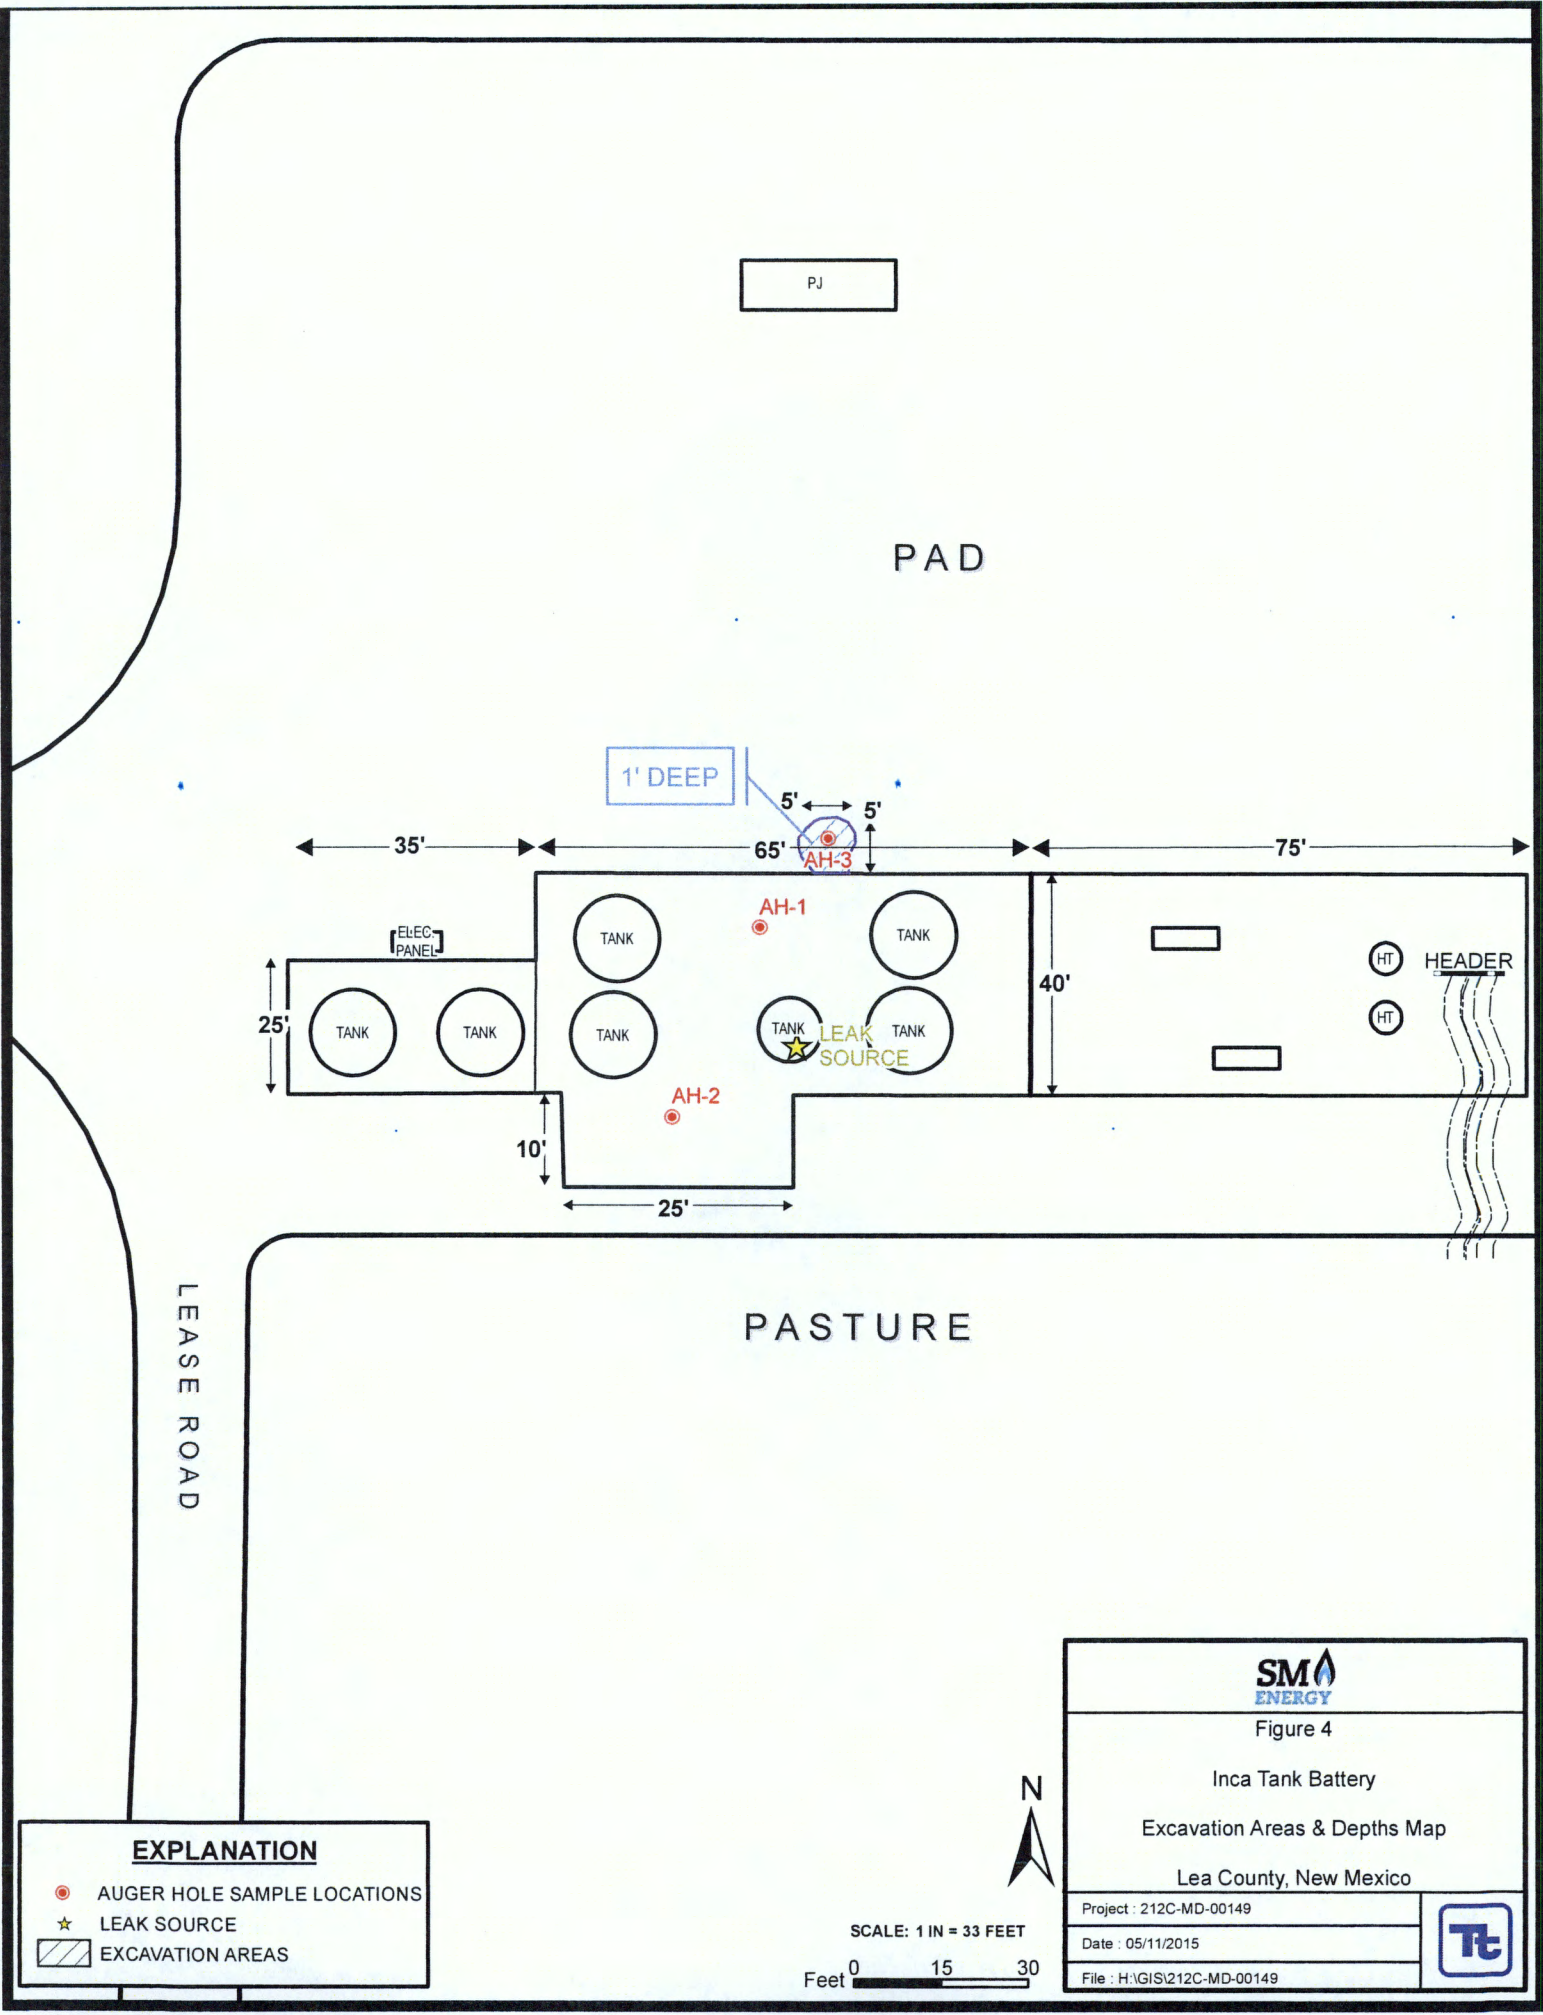 PJ
PAD
1' DEEP
5'
5'
35'
65'
75'
AH-3
AH-1
TANK
TANK
ELEC.
PANEL
HT
HEADER
40'
25'
TANK
TANK
TANK
TANK
LEAK
SOURCE
TANK
HT
AH-2
10'
25'
LEASE ROAD
PASTURE
SM
ENERGY
Figure 4
Inca Tank Battery
Excavation Areas & Depths Map
Lea County, New Mexico
Project : 212C-MD-00149
Date : 05/11/2015
File : H:\GIS\212C-MD-00149
Tt
N
SCALE: 1 IN = 33 FEET
Feet 0 15 30
EXPLANATION
AUGER HOLE SAMPLE LOCATIONS
LEAK SOURCE
EXCAVATION AREAS